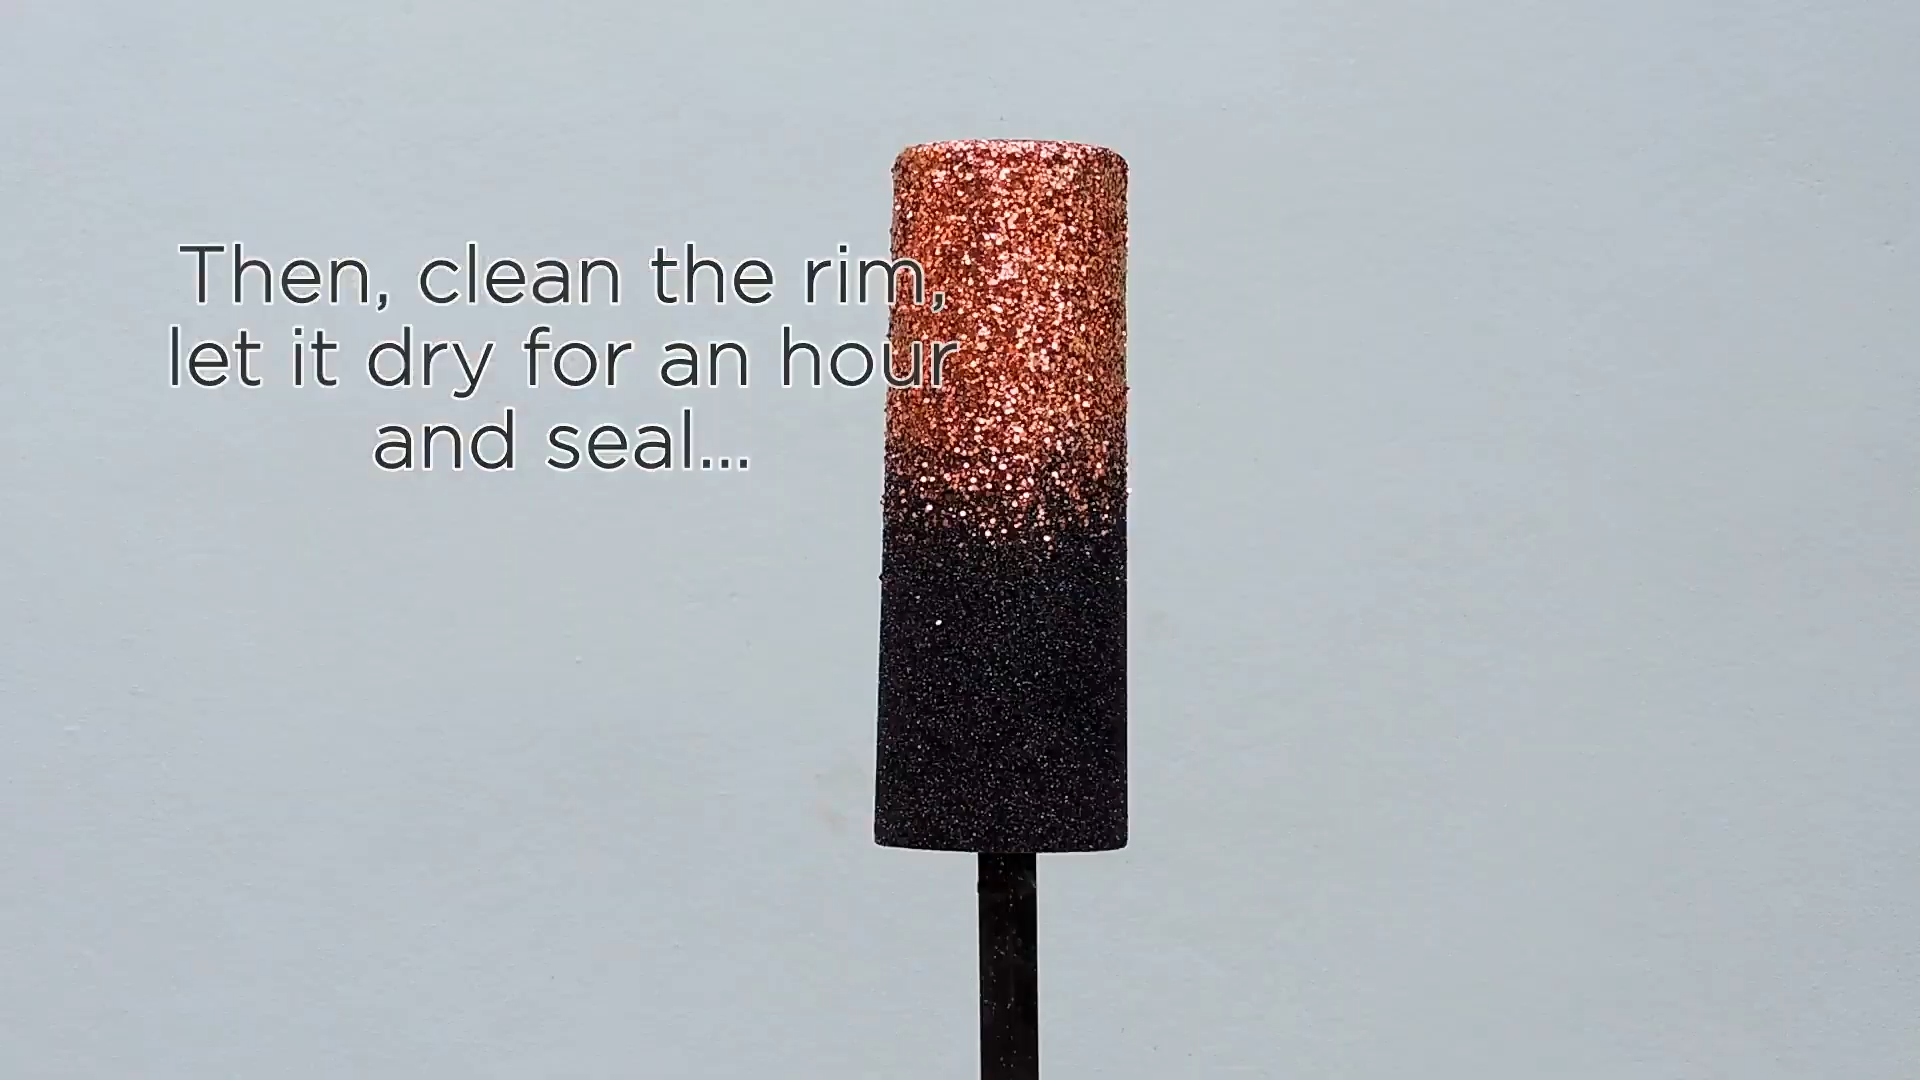 Then, clean the rim,
let it dry for an hour
and seal...